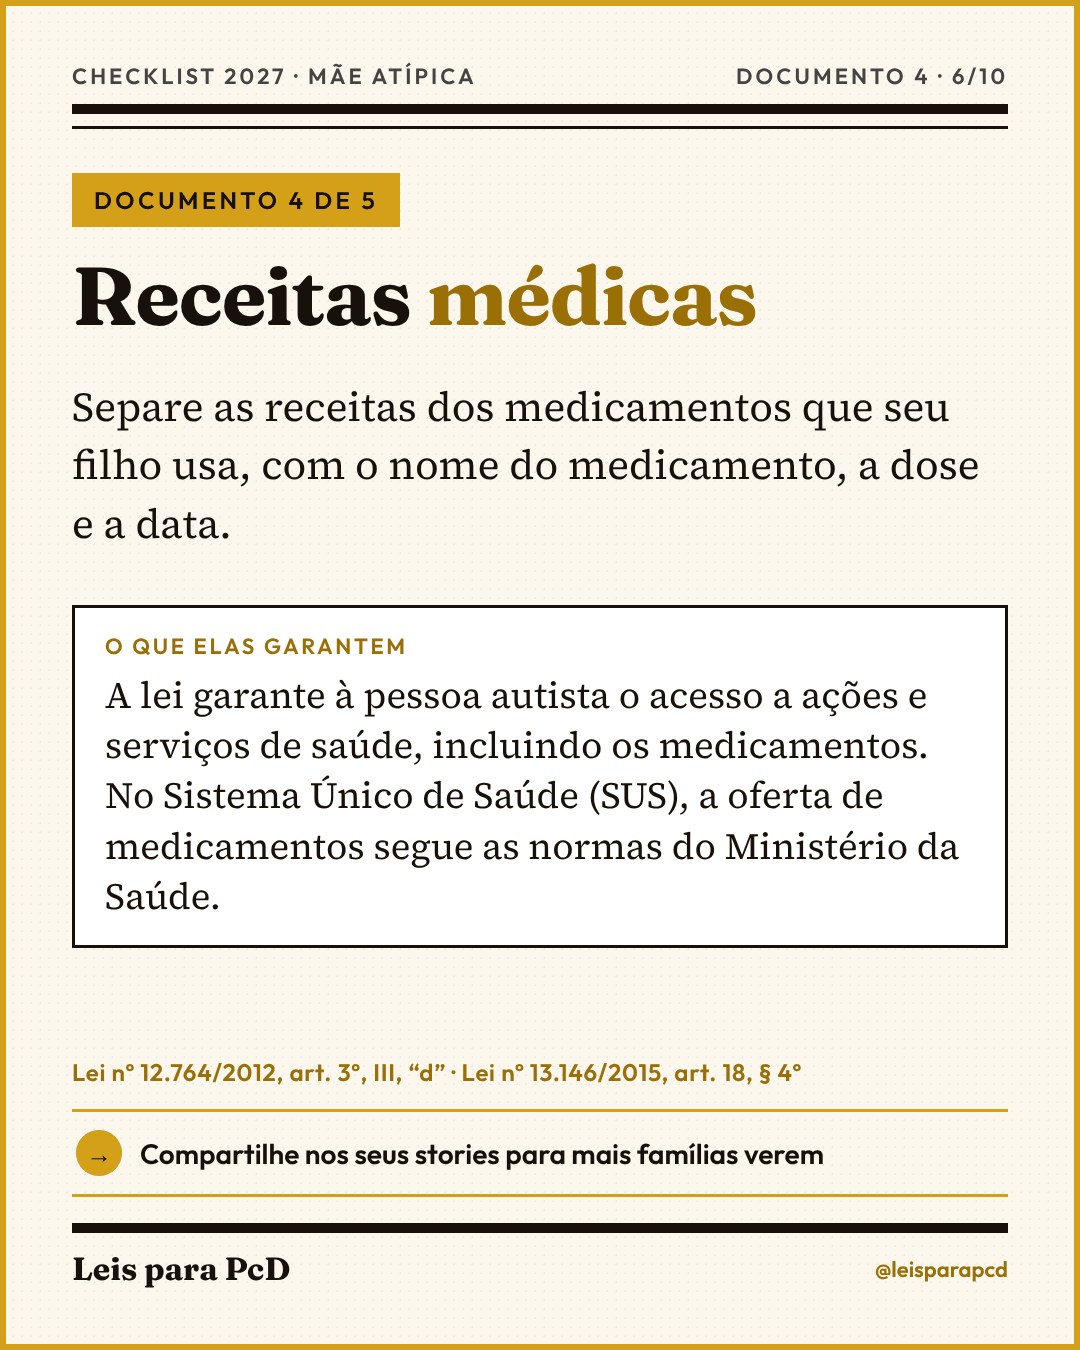 CHECKLIST 2027 · MÃE ATÍPICA
DOCUMENTO 4 · 6/10
DOCUMENTO 4 DE 5
Receitas médicas
Separe as receitas dos medicamentos que seu
filho usa, com o nome do medicamento, a dose
e a data.
O QUE ELAS GARANTEM
A lei garante à pessoa autista o acesso a ações e
serviços de saúde, incluindo os medicamentos.
No Sistema Único de Saúde (SUS), a oferta de
medicamentos segue as normas do Ministério da
Saúde.
Lei nº 12.764/2012, art. 3º, III, “d” · Lei nº 13.146/2015, art. 18, § 4º
→ Compartilhe nos seus stories para mais famílias verem
Leis para PcD
@leisparapcd